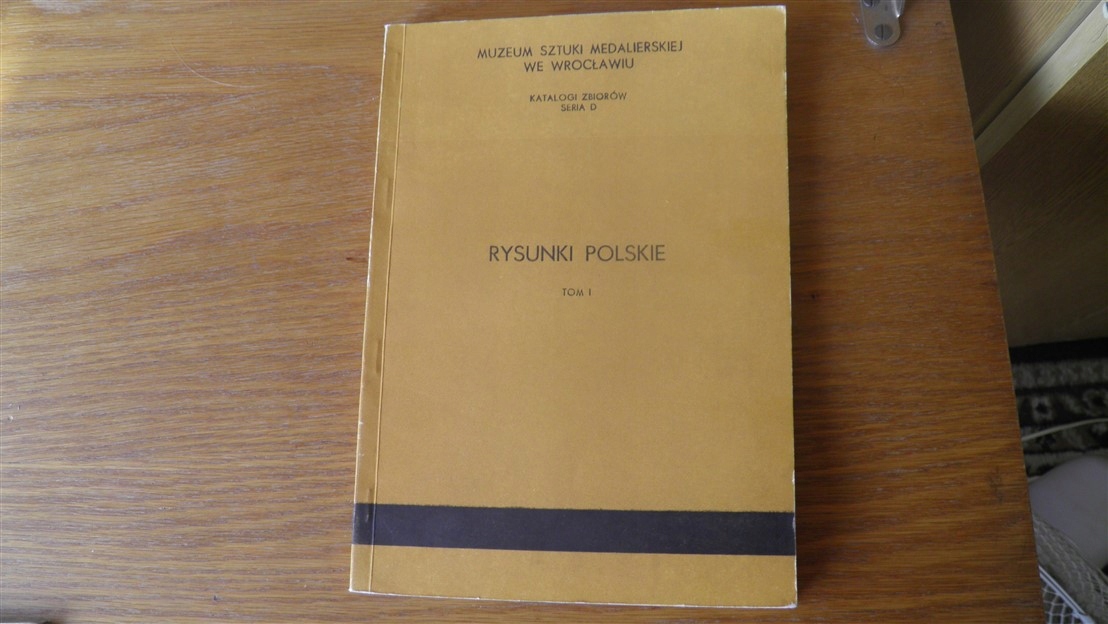 MUZEUM SZTUKI MEDALIERSKIEJ
WE WROCŁAWIU
KATALOGI ZBIORÓW
SERIA D
RYSUNKI POLSKIE
TOM I